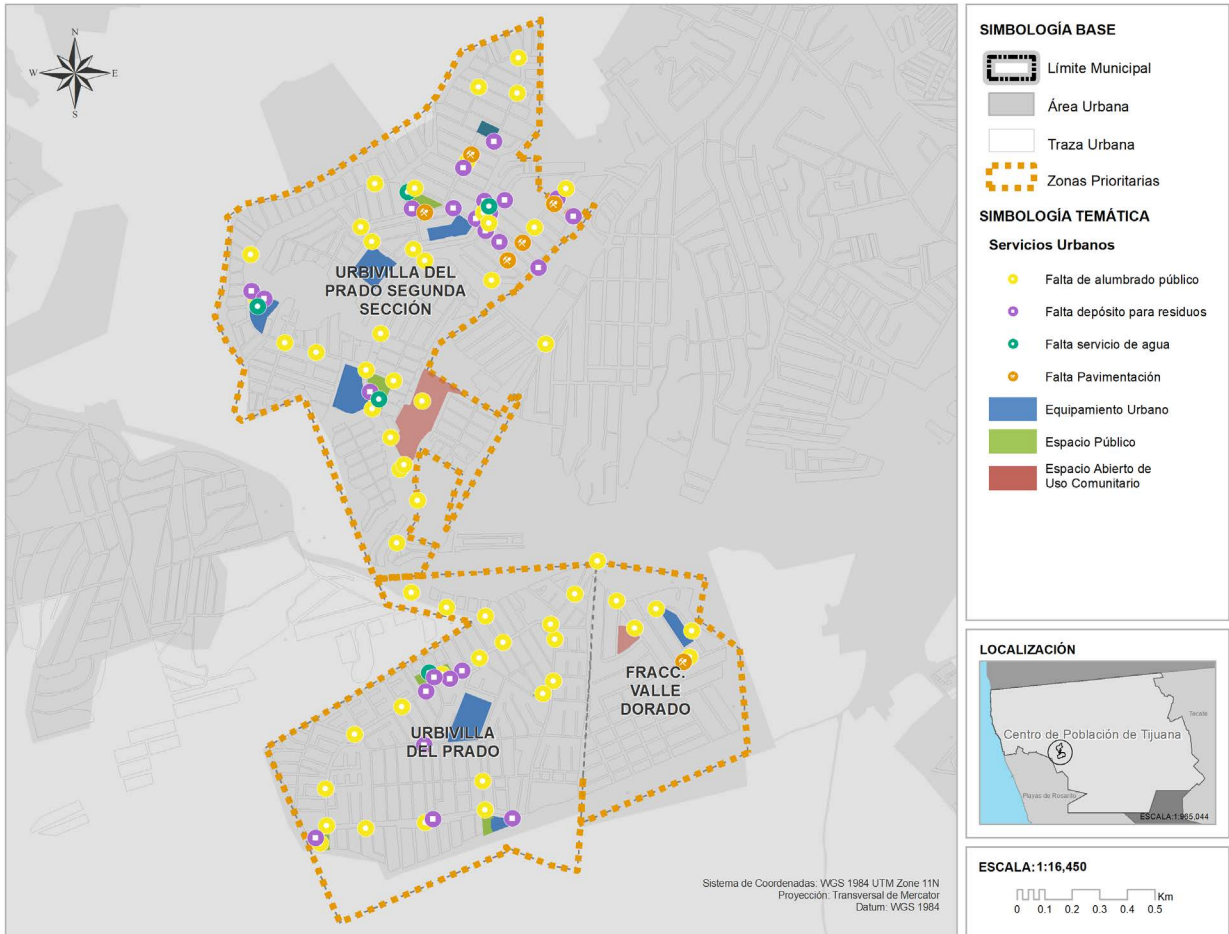 N
W
E
S
URBIVILLA DEL
PRADO SEGUNDA
SECCIÓN
FRACC.
VALLE
DORADO
URBIVILLA
DEL PRADO
Sistema de Coordenadas: WGS 1984 UTM Zone 11N
Proyección: Transversal de Mercator
Datum: WGS 1984
SIMBOLOGÍA BASE
Límite Municipal
Área Urbana
Traza Urbana
Zonas Prioritarias
SIMBOLOGÍA TEMÁTICA
Servicios Urbanos
Falta de alumbrado público
Falta depósito para residuos
Falta servicio de agua
Falta Pavimentación
Equipamiento Urbano
Espacio Público
Espacio Abierto de
Uso Comunitario
LOCALIZACIÓN
Tecate
Centro de Población de Tijuana
Playas de Rosarito
ESCALA:1:965,044
ESCALA:1:16,450
Km
0 0.1 0.2 0.3 0.4 0.5